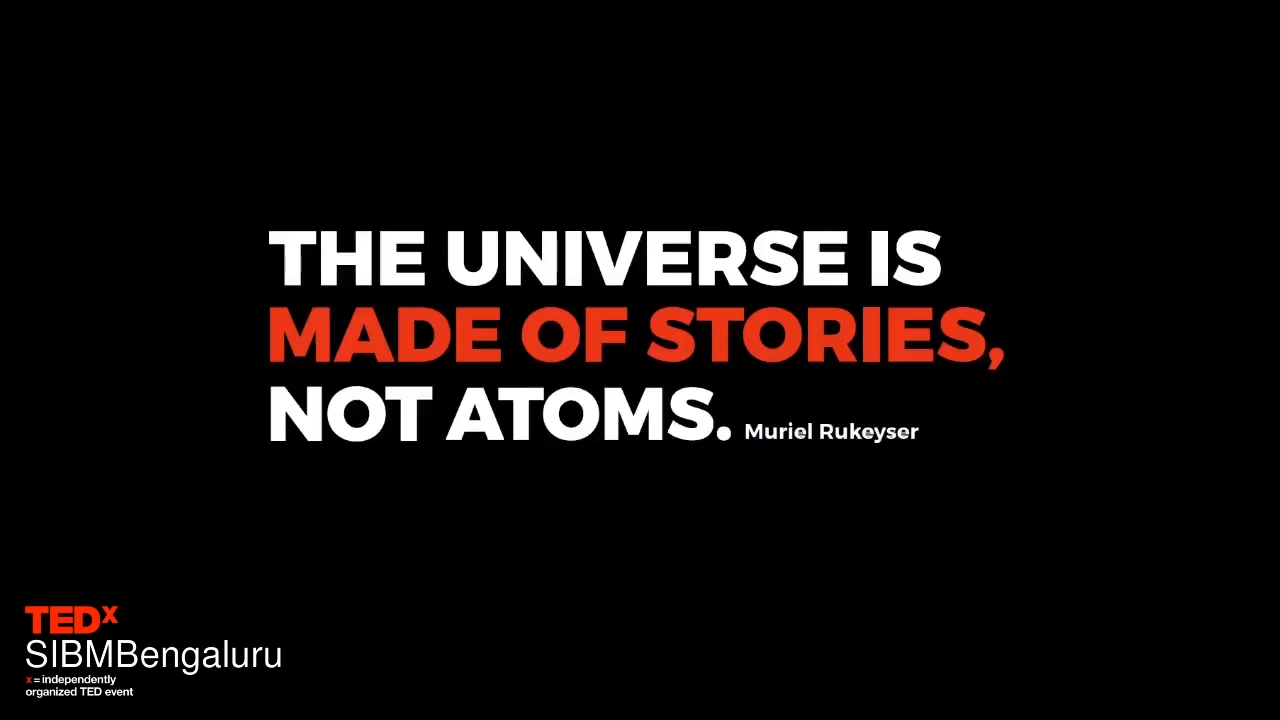 THE UNIVERSE IS
MADE OF STORIES,
NOT ATOMS. Muriel Rukeyser
TEDx
SIBMBengaluru
x = independently
organized TED event